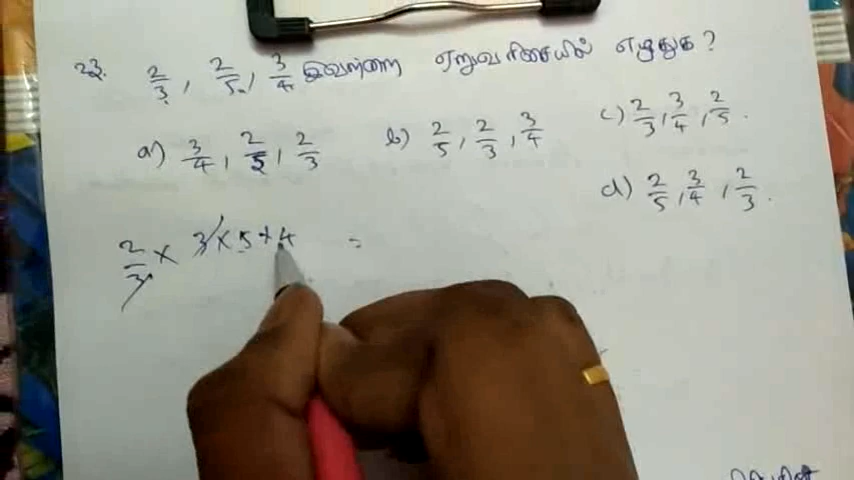 23. 2/3, 2/5, 3/4 இவற்றை ஏறுவரிசையில் எழுதுக?
a) 3/4, 2/5, 2/3 b) 2/5, 2/3, 3/4 c) 2/3, 3/4, 2/5.
d) 2/5, 3/4, 2/3.
2/3 × 3 × 5 × 4 =